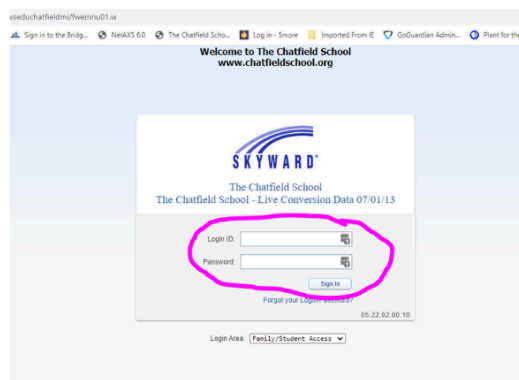 vseduchatfieldmi/fwemnu01.w
Sign in to the Bridg... NetAXS 6.0 The Chatfield Scho... Log in - Smore Imported From IE GoGuardian Admin... Plant for the
Welcome to The Chatfield School
www.chatfieldschool.org
SKYWARD®
The Chatfield School
The Chatfield School - Live Conversion Data 07/01/13
Login ID:
Password:
Sign In
Forgot your Login/Password?
05.22.02.00.10
Login Area: Family/Student Access